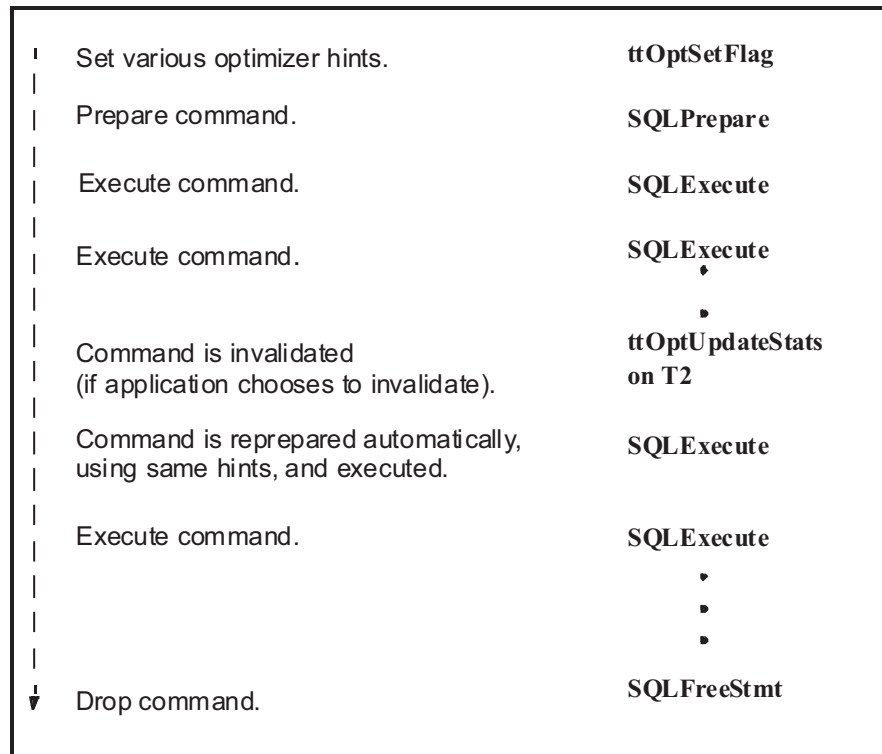 Set various optimizer hints. ttOptSetFlag
Prepare command. SQLPrepare
Execute command. SQLExecute
Execute command. SQLExecute
Command is invalidated ttOptUpdateStats
(if application chooses to invalidate). on T2
Command is reprepared automatically, SQLExecute
using same hints, and executed.
Execute command. SQLExecute
Drop command. SQLFreeStmt